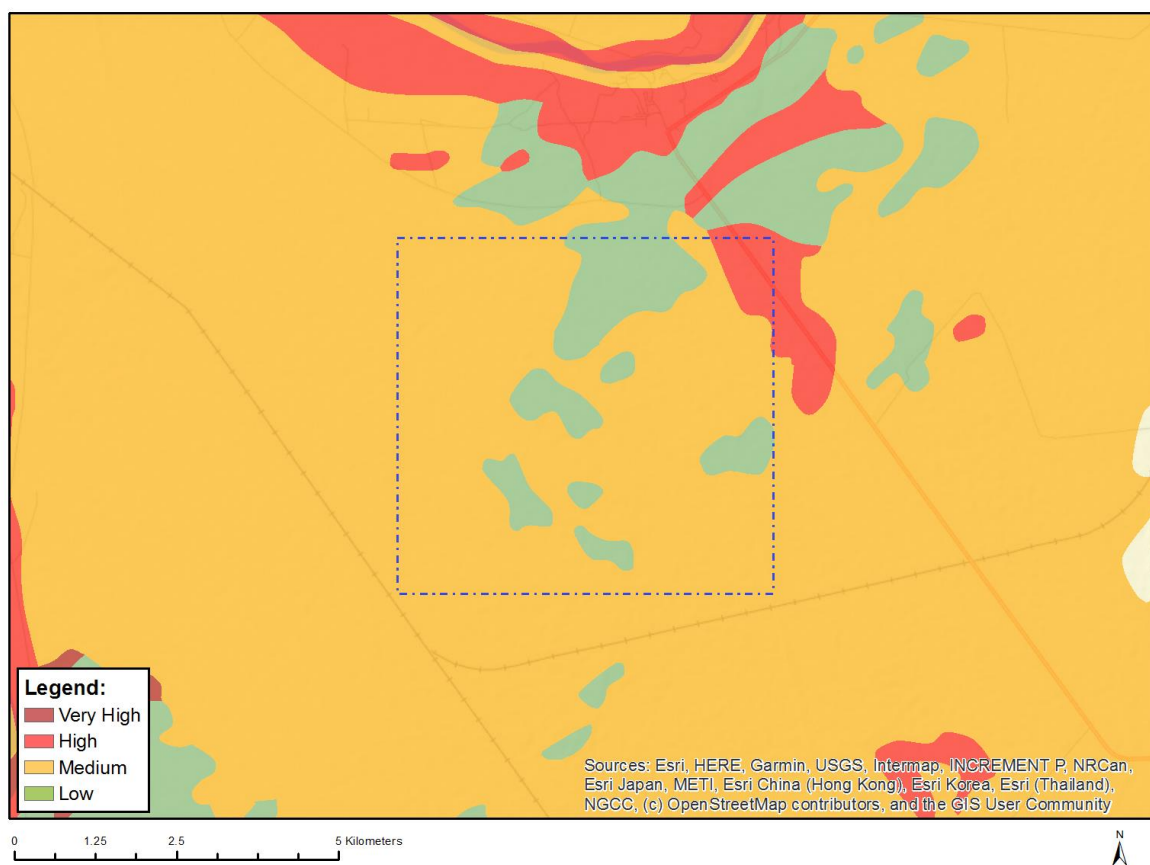 Legend:
Very High
High
Medium
Low
Sources: Esri, HERE, Garmin, USGS, Intermap, INCREMENT P, NRCan,
Esri Japan, METI, Esri China (Hong Kong), Esri Korea, Esri (Thailand),
NGCC, (c) OpenStreetMap contributors, and the GIS User Community
0 1.25 2.5 5 Kilometers
N